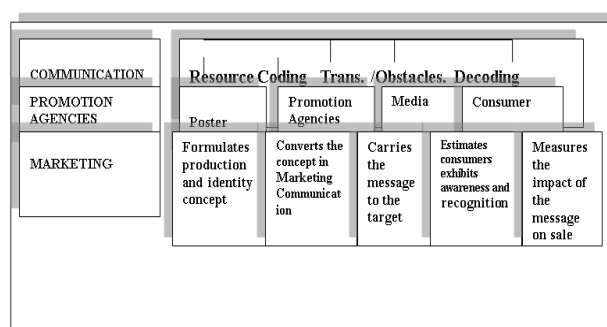 COMMUNICATION
Resource Coding Trans. /Obstacles. Decoding
PROMOTION
AGENCIES
Poster
Promotion
Agencies
Media
Consumer
MARKETING
Formulates
production
and identity
concept
Converts the
concept in
Marketing
Communicat
ion
Carries
the
message
to the
target
Estimates
consumers
exhibits
awareness and
recognition
Measures
the
impact of
the
message
on sale